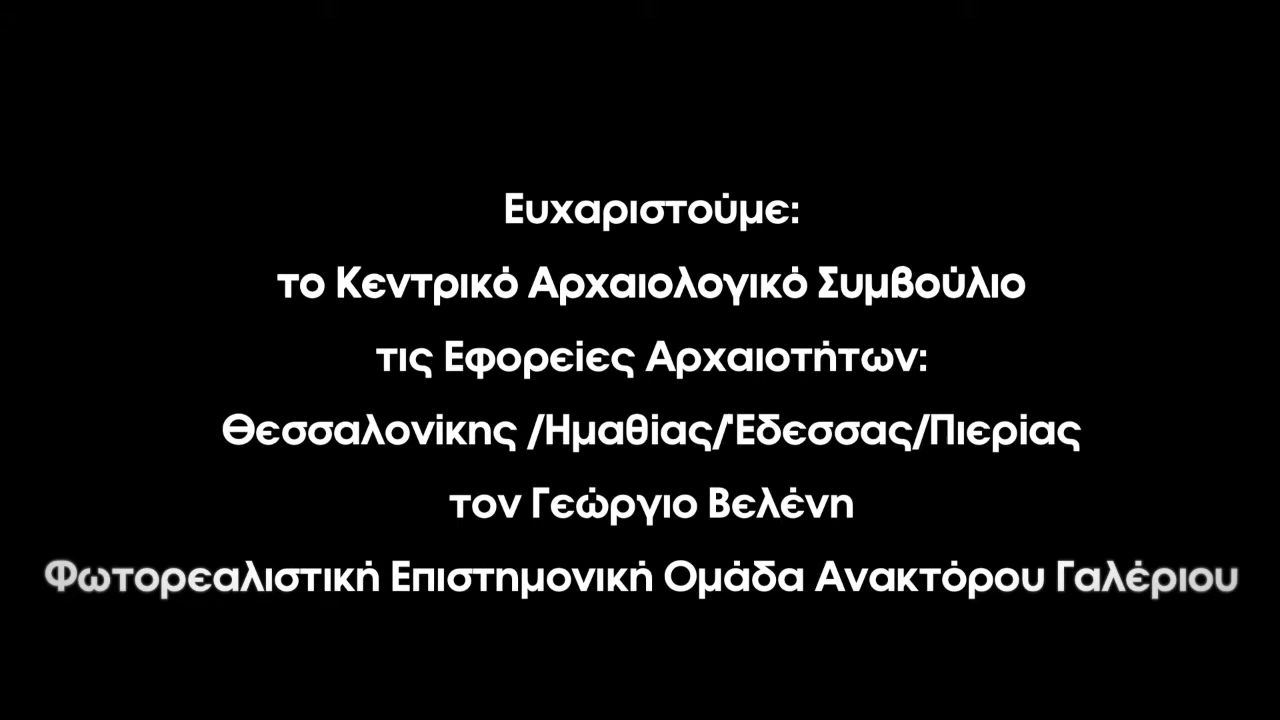 Ευχαριστούμε:
το Κεντρικό Αρχαιολογικό Συμβούλιο
τις Εφορείες Αρχαιοτήτων:
Θεσσαλονίκης /Ημαθίας/Έδεσσας/Πιερίας
τον Γεώργιο Βελένη
Φωτορεαλιστική Επιστημονική Ομάδα Ανακτόρου Γαλέριου